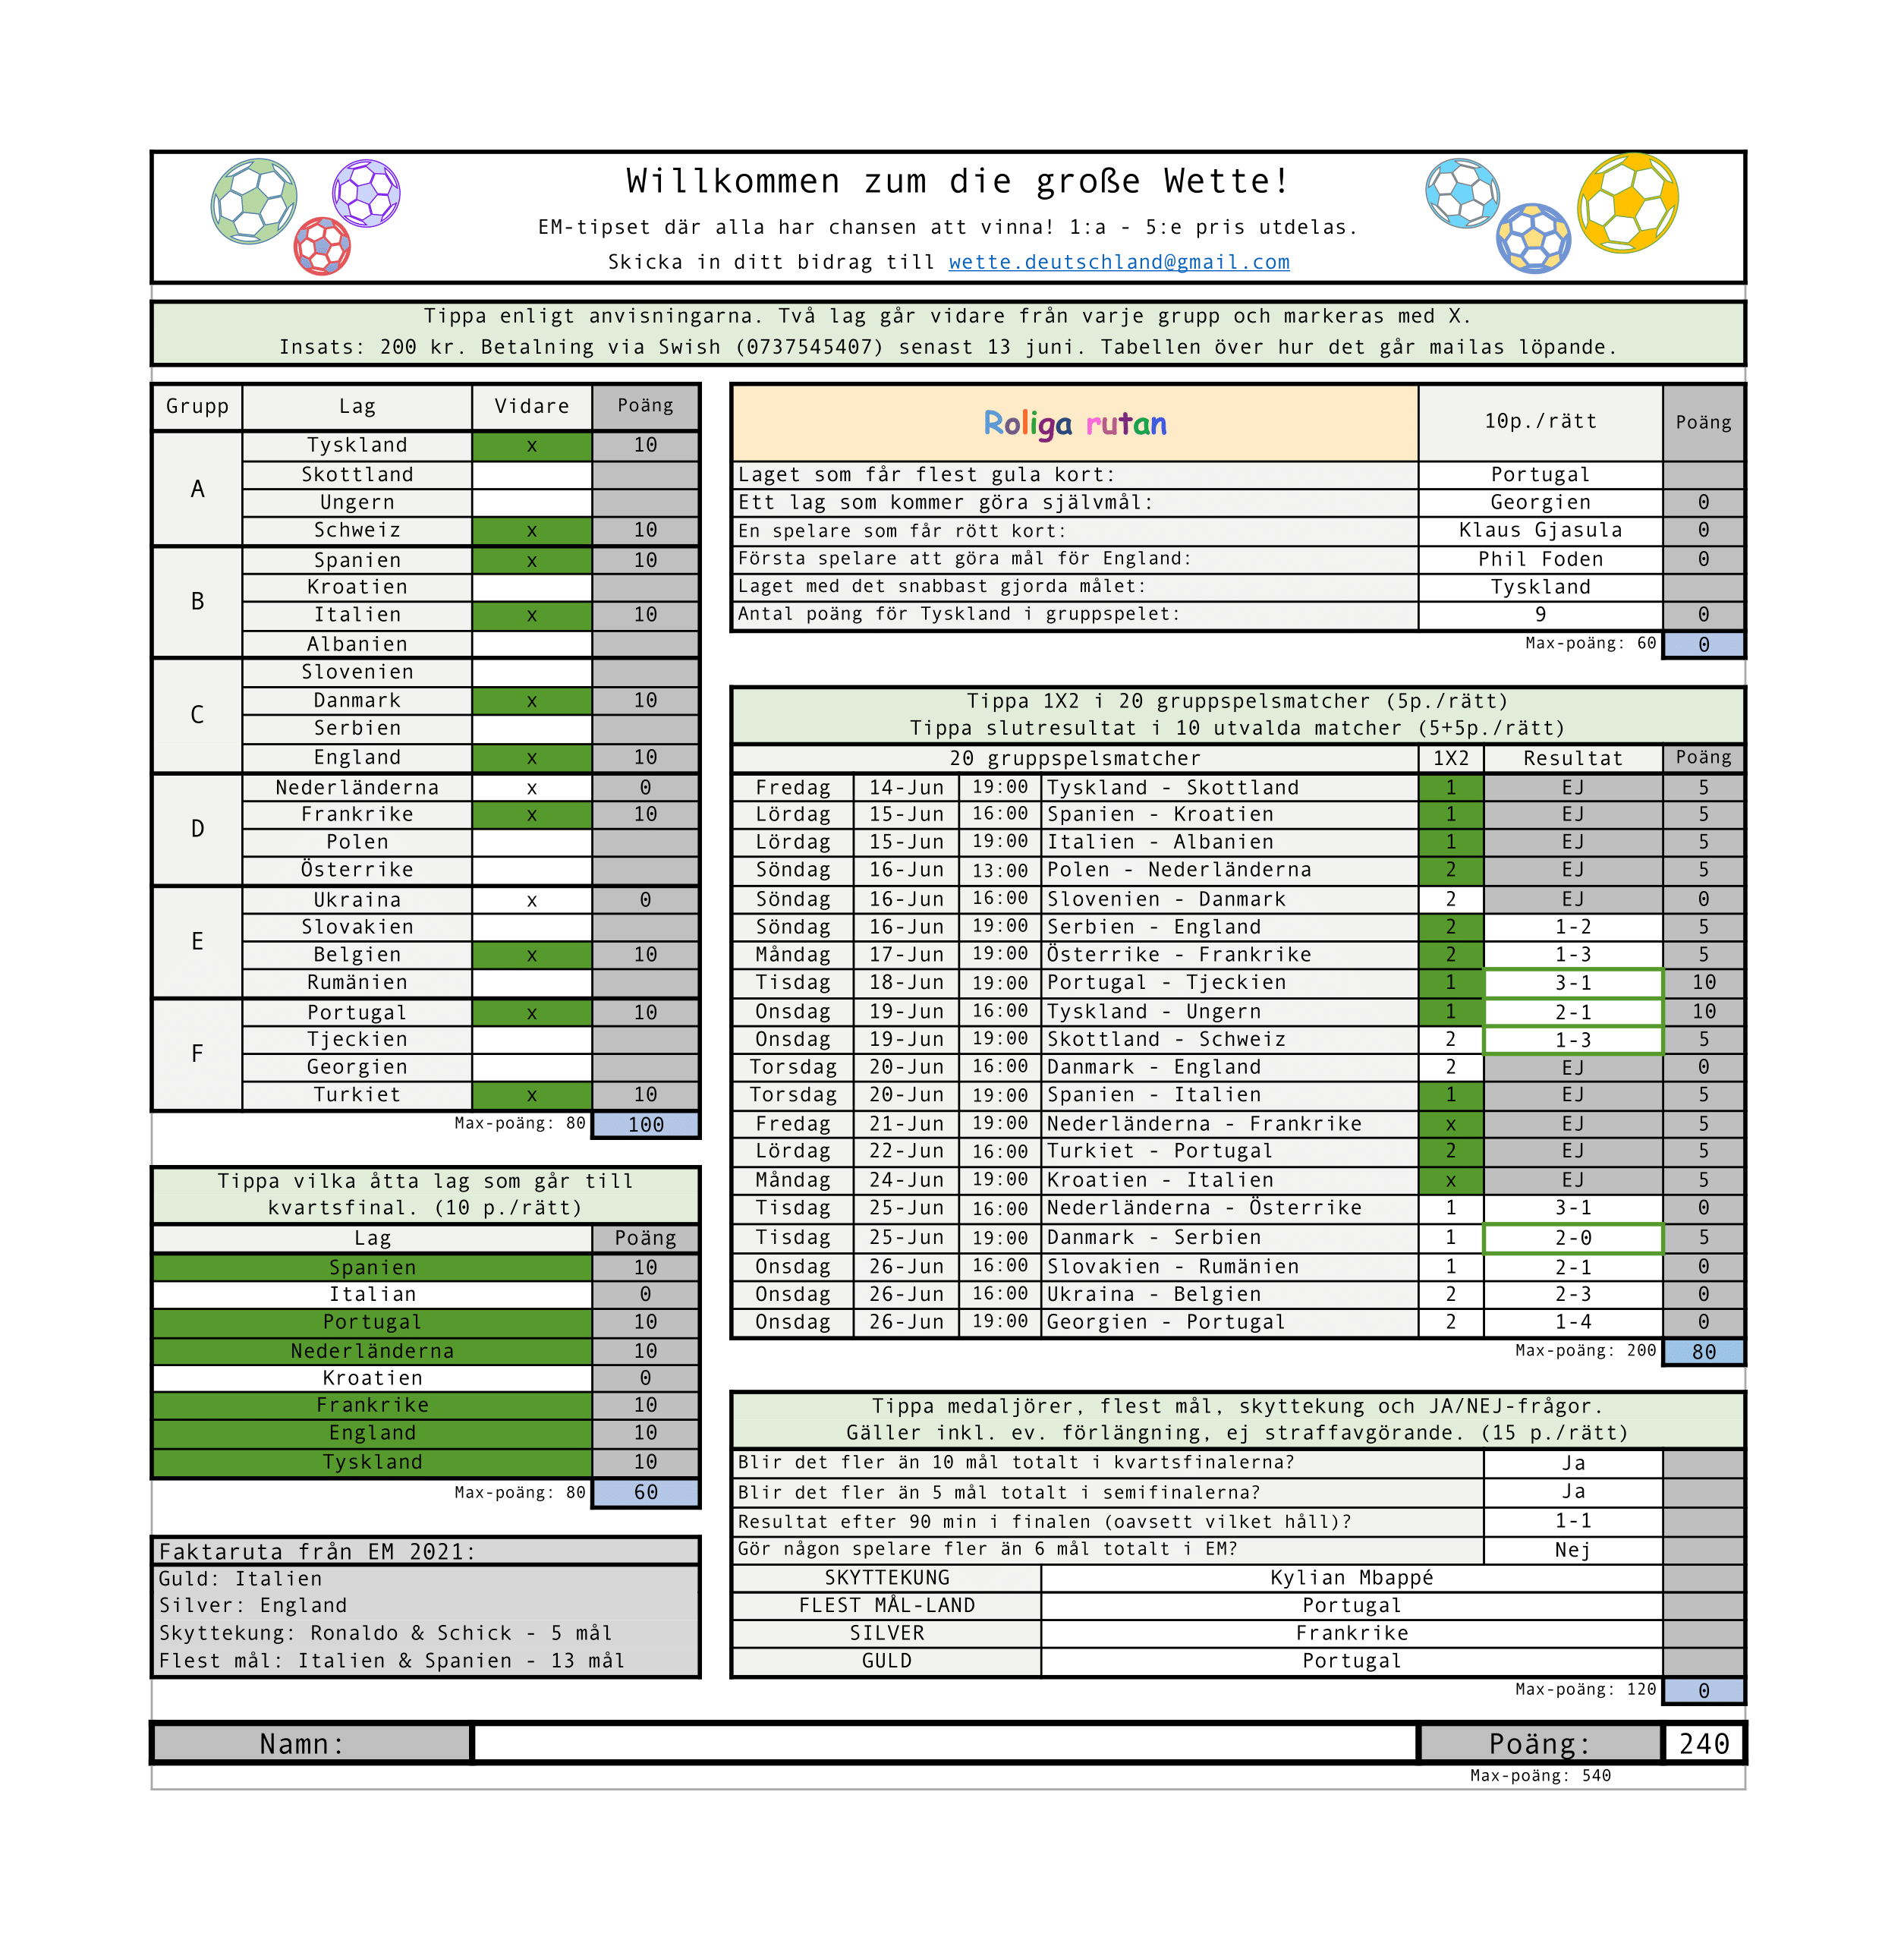 Willkommen zum die große Wette!
EM-tipset där alla har chansen att vinna! 1:a - 5:e pris utdelas.
Skicka in ditt bidrag till wette.deutschland@gmail.com
Tippa enligt anvisningarna. Två lag går vidare från varje grupp och markeras med X.
Insats: 200 kr. Betalning via Swish (0737545407) senast 13 juni. Tabellen över hur det går mailas löpande.
Grupp Lag Vidare Poäng
A
Tyskland x 10
Skottland
Ungern
Schweiz x 10
B
Spanien x 10
Kroatien
Italien x 10
Albanien
C
Slovenien
Danmark x 10
Serbien
England x 10
D
Nederländerna x 0
Frankrike x 10
Polen
Österrike
E
Ukraina x 0
Slovakien
Belgien x 10
Rumänien
F
Portugal x 10
Tjeckien
Georgien
Turkiet x 10
Max-poäng: 80 100
Tippa vilka åtta lag som går till
kvartsfinal. (10 p./rätt)
Lag Poäng
Spanien 10
Italian 0
Portugal 10
Nederländerna 10
Kroatien 0
Frankrike 10
England 10
Tyskland 10
Max-poäng: 80 60
Faktaruta från EM 2021:
Guld: Italien
Silver: England
Skyttekung: Ronaldo & Schick - 5 mål
Flest mål: Italien & Spanien - 13 mål
Roliga rutan 10p./rätt Poäng
Laget som får flest gula kort: Portugal
Ett lag som kommer göra självmål: Georgien 0
En spelare som får rött kort: Klaus Gjasula 0
Första spelare att göra mål för England: Phil Foden 0
Laget med det snabbast gjorda målet: Tyskland
Antal poäng för Tyskland i gruppspelet: 9 0
Max-poäng: 60 0
Tippa 1X2 i 20 gruppspelsmatcher (5p./rätt)
Tippa slutresultat i 10 utvalda matcher (5+5p./rätt)
20 gruppspelsmatcher 1X2 Resultat Poäng
Fredag 14-Jun 19:00 Tyskland - Skottland 1 EJ 5
Lördag 15-Jun 16:00 Spanien - Kroatien 1 EJ 5
Lördag 15-Jun 19:00 Italien - Albanien 1 EJ 5
Söndag 16-Jun 13:00 Polen - Nederländerna 2 EJ 5
Söndag 16-Jun 16:00 Slovenien - Danmark 2 EJ 0
Söndag 16-Jun 19:00 Serbien - England 2 1-2 5
Måndag 17-Jun 19:00 Österrike - Frankrike 2 1-3 5
Tisdag 18-Jun 19:00 Portugal - Tjeckien 1 3-1 10
Onsdag 19-Jun 16:00 Tyskland - Ungern 1 2-1 10
Onsdag 19-Jun 19:00 Skottland - Schweiz 2 1-3 5
Torsdag 20-Jun 16:00 Danmark - England 2 EJ 0
Torsdag 20-Jun 19:00 Spanien - Italien 1 EJ 5
Fredag 21-Jun 19:00 Nederländerna - Frankrike x EJ 5
Lördag 22-Jun 16:00 Turkiet - Portugal 2 EJ 5
Måndag 24-Jun 19:00 Kroatien - Italien x EJ 5
Tisdag 25-Jun 16:00 Nederländerna - Österrike 1 3-1 0
Tisdag 25-Jun 19:00 Danmark - Serbien 1 2-0 5
Onsdag 26-Jun 16:00 Slovakien - Rumänien 1 2-1 0
Onsdag 26-Jun 16:00 Ukraina - Belgien 2 2-3 0
Onsdag 26-Jun 19:00 Georgien - Portugal 2 1-4 0
Max-poäng: 200 80
Tippa medaljörer, flest mål, skyttekung och JA/NEJ-frågor.
Gäller inkl. ev. förlängning, ej straffavgörande. (15 p./rätt)
Blir det fler än 10 mål totalt i kvartsfinalerna? Ja
Blir det fler än 5 mål totalt i semifinalerna? Ja
Resultat efter 90 min i finalen (oavsett vilket håll)? 1-1
Gör någon spelare fler än 6 mål totalt i EM? Nej
SKYTTEKUNG Kylian Mbappé
FLEST MÅL-LAND Portugal
SILVER Frankrike
GULD Portugal
Max-poäng: 120 0
Namn: Poäng: 240
Max-poäng: 540